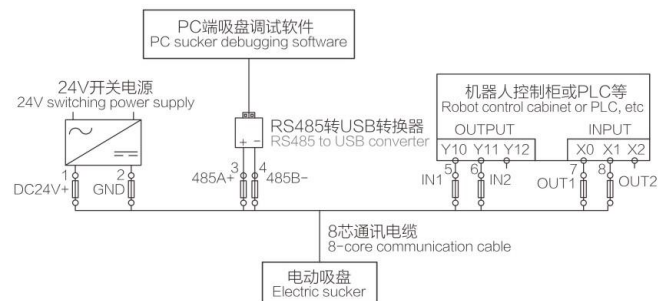 PC端吸盘调试软件
PC sucker debugging software
24V开关电源
24V switching power supply
机器人控制柜或PLC等
Robot control cabinet or PLC, etc
RS485转USB转换器
RS485 to USB converter
+ −
OUTPUT INPUT
Y10 Y11 Y12 X0 X1 X2
1 2 3 4 5 6 7 8
DC24V+ GND 485A+ 485B- IN1 IN2 OUT1 OUT2
8芯通讯电缆
8-core communication cable
电动吸盘
Electric sucker